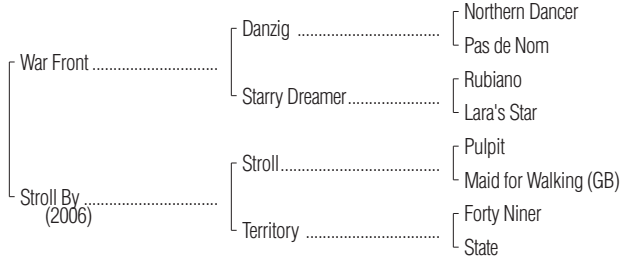 Northern Dancer
Danzig ..............................
Pas de Nom
War Front ..........................
Rubiano
Starry Dreamer...................
Lara's Star
Pulpit
Stroll.................................
Maid for Walking (GB)
Stroll By ............................
(2006)
Forty Niner
Territory ............................
State